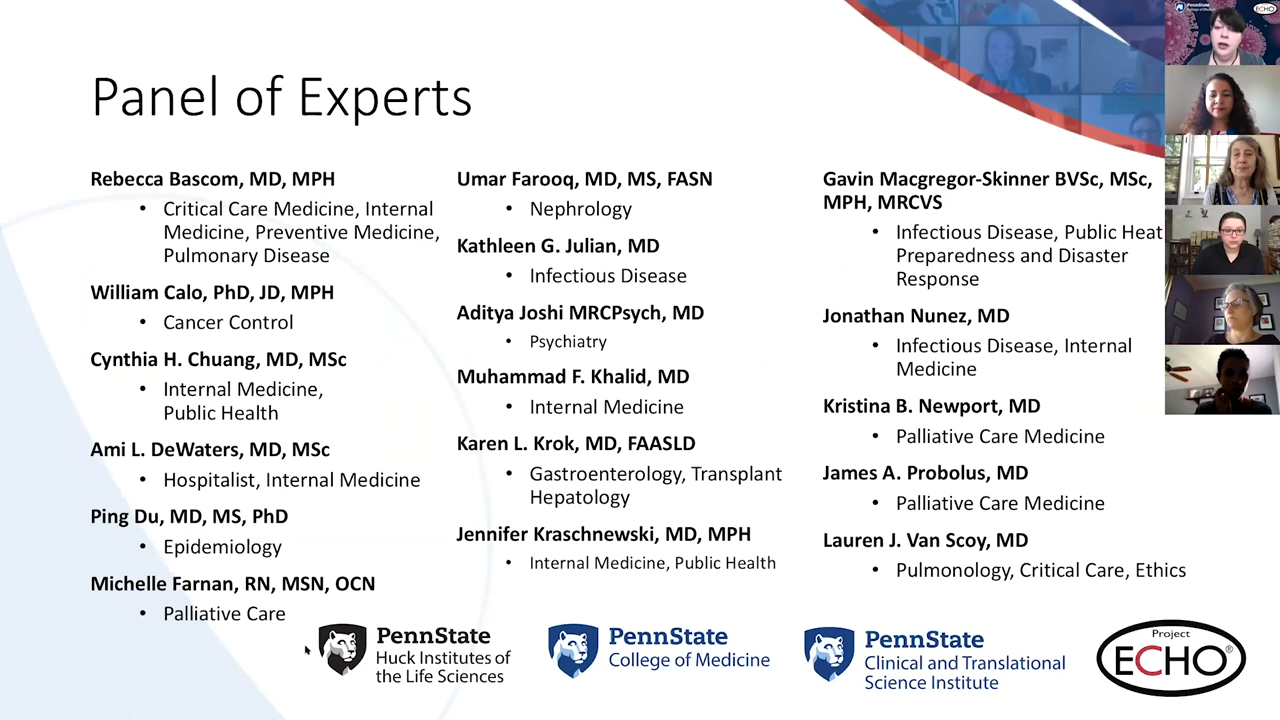 Panel of Experts
Rebecca Bascom, MD, MPH
• Critical Care Medicine, Internal
Medicine, Preventive Medicine,
Pulmonary Disease
William Calo, PhD, JD, MPH
• Cancer Control
Cynthia H. Chuang, MD, MSc
• Internal Medicine,
Public Health
Ami L. DeWaters, MD, MSc
• Hospitalist, Internal Medicine
Ping Du, MD, MS, PhD
• Epidemiology
Michelle Farnan, RN, MSN, OCN
• Palliative Care
Umar Farooq, MD, MS, FASN
• Nephrology
Kathleen G. Julian, MD
• Infectious Disease
Aditya Joshi MRCPsych, MD
• Psychiatry
Muhammad F. Khalid, MD
• Internal Medicine
Karen L. Krok, MD, FAASLD
• Gastroenterology, Transplant
Hepatology
Jennifer Kraschnewski, MD, MPH
• Internal Medicine, Public Health
Gavin Macgregor-Skinner BVSc, MSc,
MPH, MRCVS
• Infectious Disease, Public Heat
Preparedness and Disaster
Response
Jonathan Nunez, MD
• Infectious Disease, Internal
Medicine
Kristina B. Newport, MD
• Palliative Care Medicine
James A. Probolus, MD
• Palliative Care Medicine
Lauren J. Van Scoy, MD
• Pulmonology, Critical Care, Ethics
PennState
Huck Institutes of
the Life Sciences
PennState
College of Medicine
PennState
Clinical and Translational
Science Institute
Project
ECHO®
PennState
ECHO